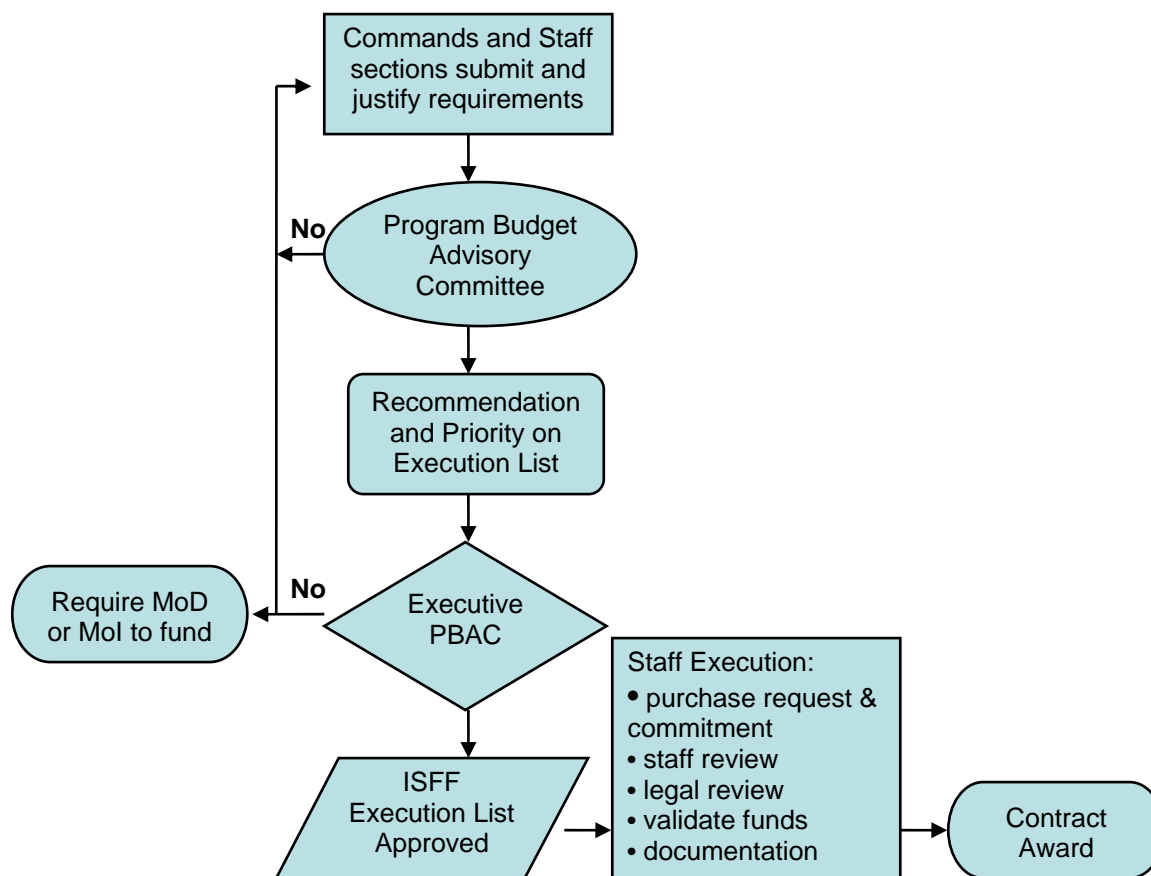 Commands and Staff
sections submit and
justify requirements
No
Program Budget
Advisory
Committee
Recommendation
and Priority on
Execution List
No
Require MoD
or MoI to fund
Executive
PBAC
Staff Execution:
• purchase request &
commitment
• staff review
• legal review
• validate funds
• documentation
ISFF
Execution List
Approved
Contract
Award